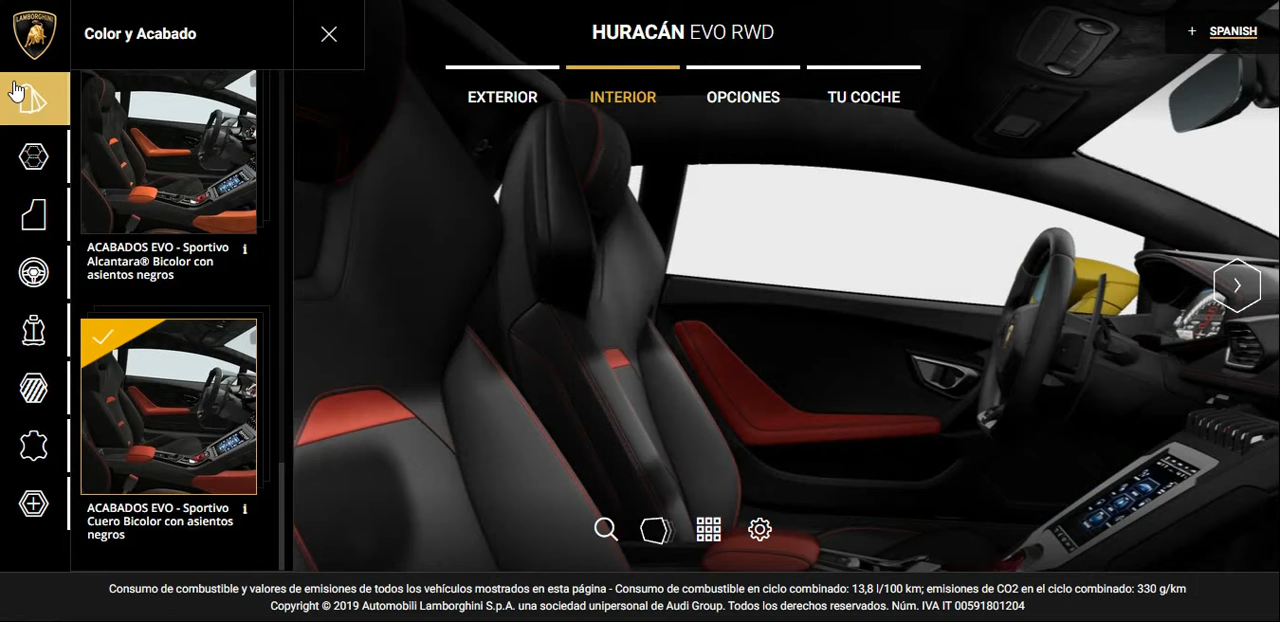 LAMBORGHINI
Color y Acabado
HURACÁN EVO RWD
+ SPANISH
EXTERIOR
INTERIOR
OPCIONES
TU COCHE
ACABADOS EVO - Sportivo
Alcantara® Bicolor con
asientos negros
i
ACABADOS EVO - Sportivo
Cuero Bicolor con asientos
negros
i
Consumo de combustible y valores de emisiones de todos los vehículos mostrados en esta página - Consumo de combustible en ciclo combinado: 13,8 l/100 km; emisiones de CO2 en el ciclo combinado: 330 g/km
Copyright © 2019 Automobili Lamborghini S.p.A. una sociedad unipersonal de Audi Group. Todos los derechos reservados. Núm. IVA IT 00591801204